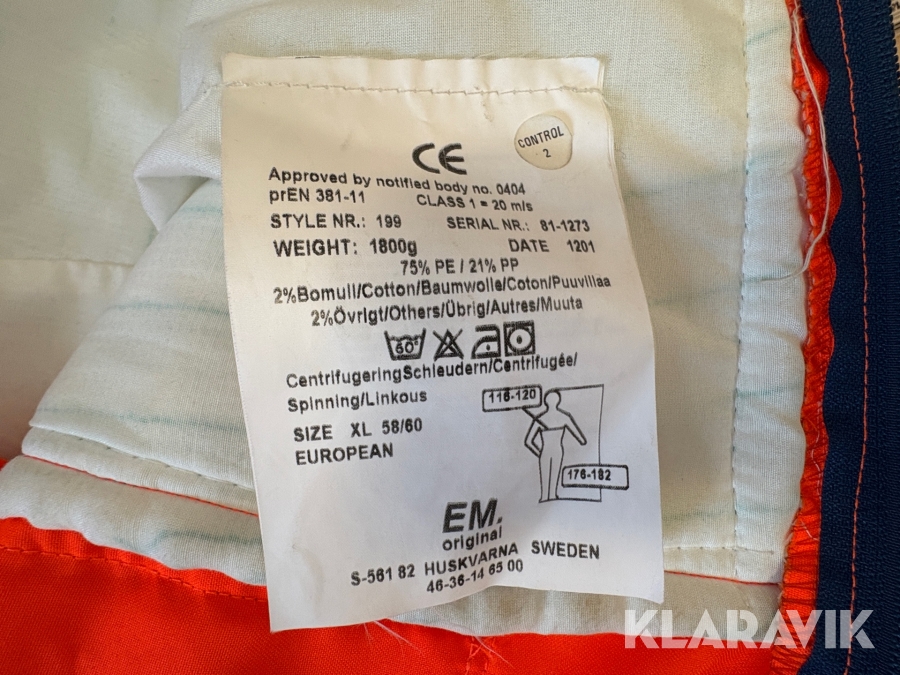 CE
CONTROL
2
Approved by notified body no. 0404
prEN 381-11 CLASS 1 = 20 m/s
STYLE NR.: 199 SERIAL NR.: 81-1273
WEIGHT: 1800g DATE 1201
75% PE / 21% PP
2%Bomull/Cotton/Baumwolle/Coton/Puuvillaa
2%Övrigt/Others/Übrig/Autres/Muuta
60°
CentrifugeringSchleudern/Centrifugée/
Spinning/Linkous
116-120
SIZE XL 58/60
EUROPEAN
176-182
EM.
original
S-561 82 HUSKVARNA SWEDEN
46-36-14 65 00
KLARAVIK